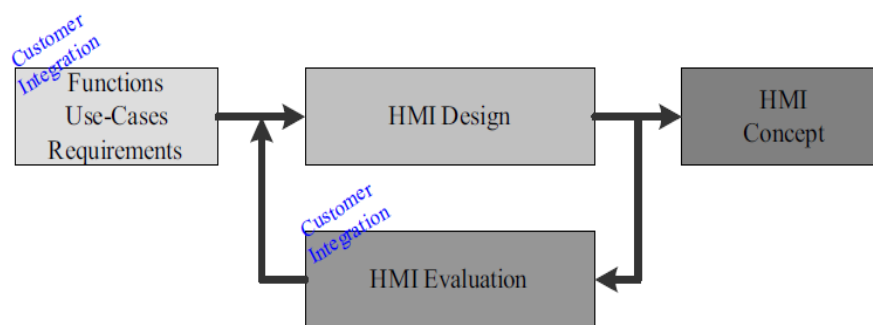 Customer
Integration
Functions
Use-Cases
Requirements
HMI Design
HMI
Concept
Customer
Integration
HMI Evaluation